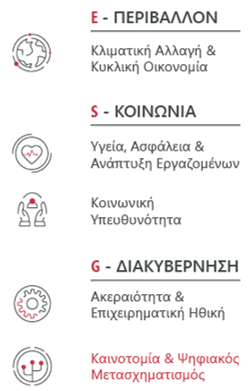 E - ΠΕΡΙΒΑΛΛΟΝ
Κλιματική Αλλαγή &
Κυκλική Οικονομία
S - ΚΟΙΝΩΝΙΑ
Υγεία, Ασφάλεια &
Ανάπτυξη Εργαζομένων
Κοινωνική
Υπευθυνότητα
G - ΔΙΑΚΥΒΕΡΝΗΣΗ
Ακεραιότητα &
Επιχειρηματική Ηθική
Καινοτομία & Ψηφιακός
Μετασχηματισμός